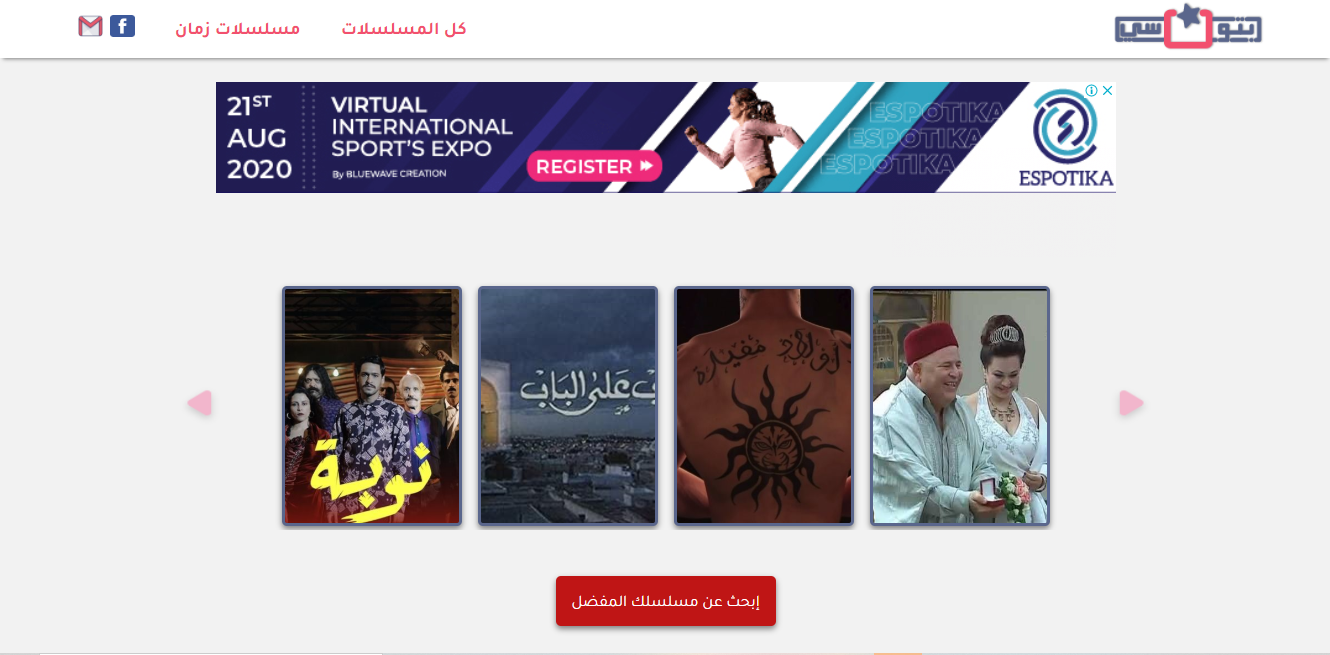 كل المسلسلات
مسلسلات زمان
21ST
AUG
2020
VIRTUAL
INTERNATIONAL
SPORT'S EXPO
By BLUEWAVE CREATION
REGISTER
ESPOTIKA
ESPOTIKA
ESPOTIKA
ESPOTIKA
أولاد مفيدة
على الباب
نوبة
إبحث عن مسلسلك المفضل